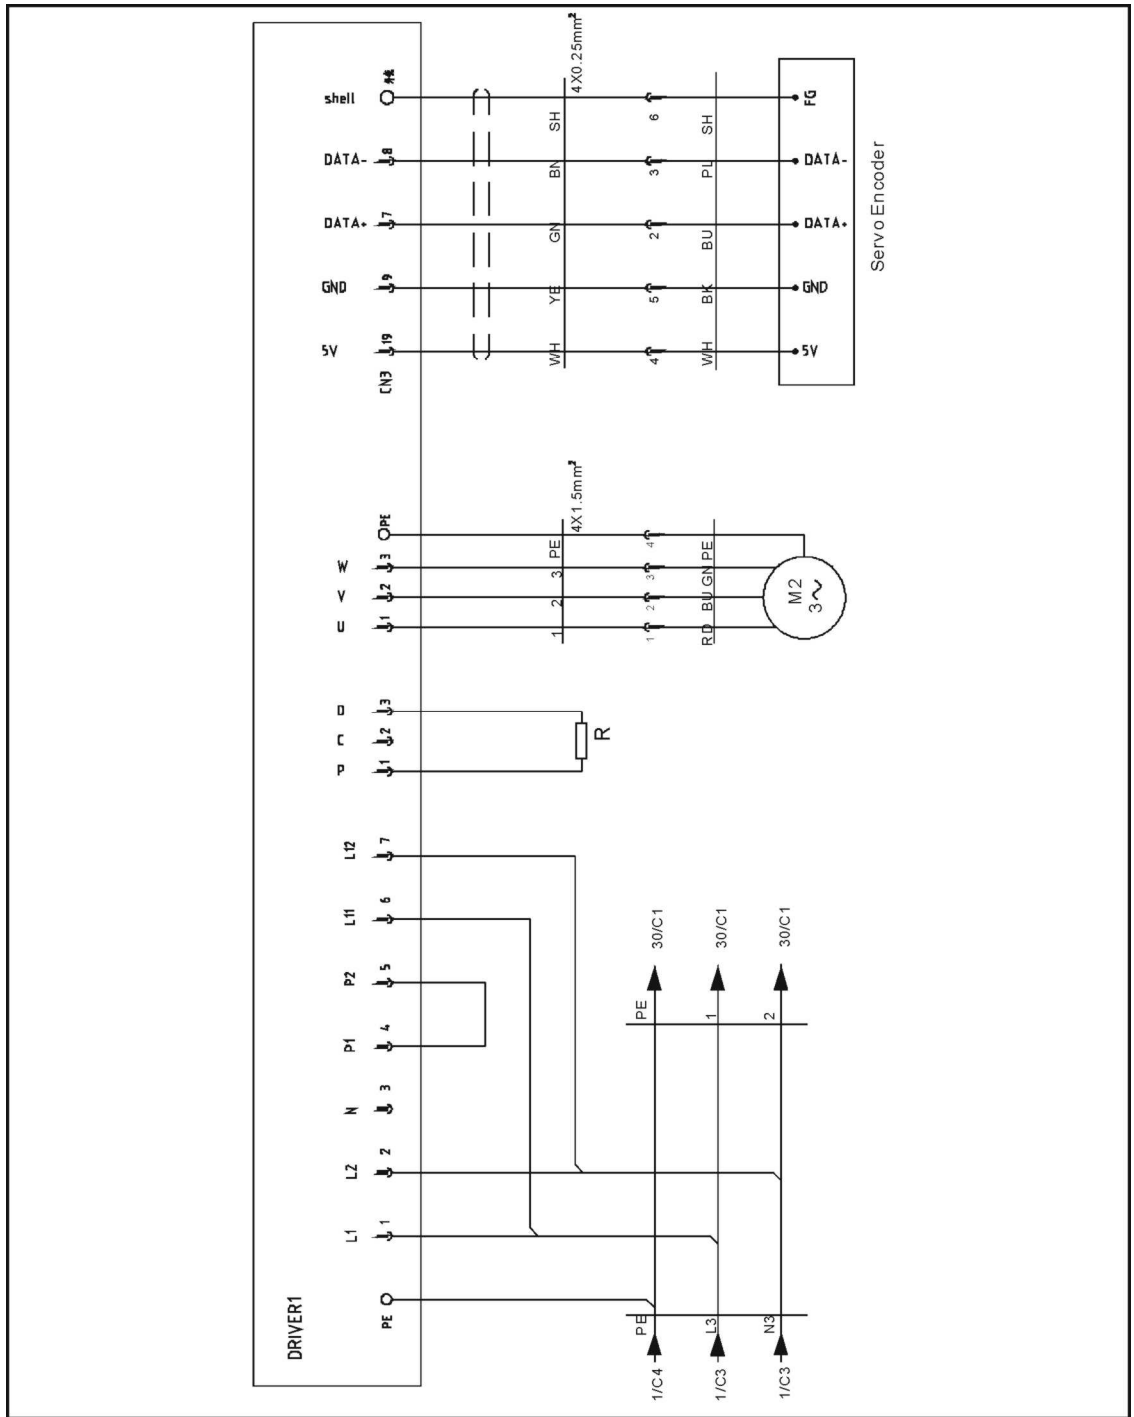 4X0.25mm²
shell
SH
6
SH
FG
DATA-
8
BN
3
PL
DATA-
DATA+
7
GN
2
BU
DATA+
GND
9
YE
5
BK
GND
5V
19
WH
4
WH
5V
CN3
Servo Encoder
4X1.5mm²
PE
PE
4
PE
W
3
3
3
GN
V
2
2
2
BU
U
1
1
1
RD
M2
3～
D
3
C
2
P
1
R
L12
7
L11
6
P2
5
P1
4
N
3
L2
2
L1
1
PE
DRIVER1
30/C1
30/C1
30/C1
PE
1
2
PE
L3
N3
1/C4
1/C3
1/C3